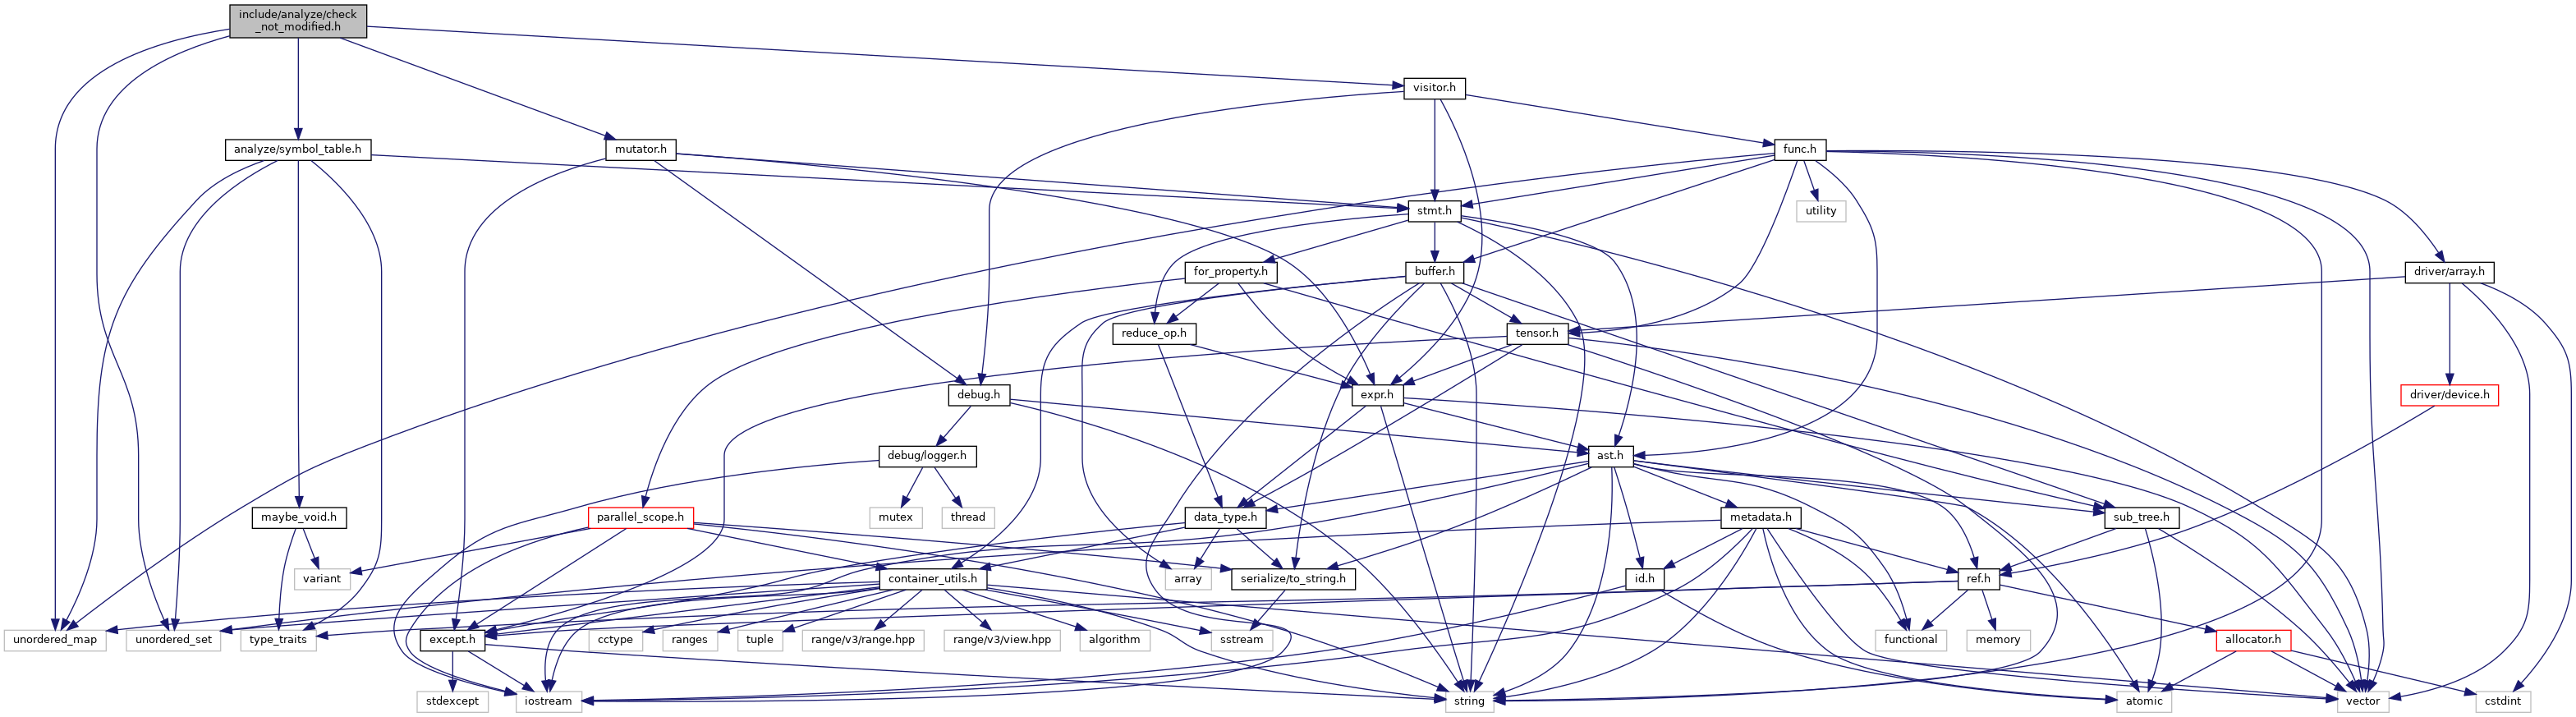 include/analyze/check
_not_modified.h
visitor.h
analyze/symbol_table.h
mutator.h
func.h
stmt.h
utility
for_property.h
buffer.h
driver/array.h
reduce_op.h
tensor.h
debug.h
expr.h
driver/device.h
debug/logger.h
ast.h
maybe_void.h
mutex
thread
parallel_scope.h
data_type.h
metadata.h
sub_tree.h
variant
container_utils.h
array
serialize/to_string.h
id.h
ref.h
unordered_map
unordered_set
type_traits
except.h
cctype
ranges
tuple
range/v3/range.hpp
range/v3/view.hpp
algorithm
sstream
functional
memory
allocator.h
stdexcept
iostream
string
atomic
vector
cstdint